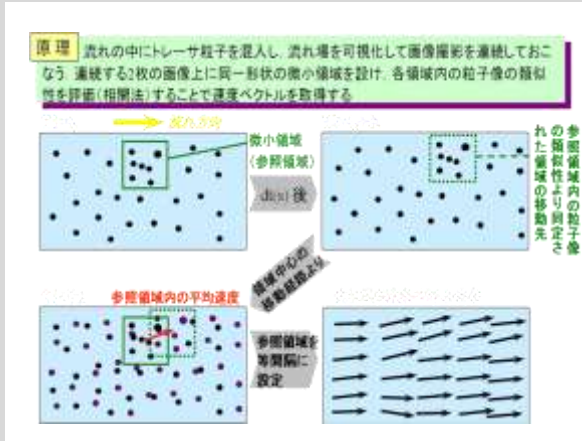 原理 流れの中にトレーサ粒子を混入し、流れ場を可視化して画像撮影を連続しておこ
なう。連続する2枚の画像上に同一形状の微小領域を設け、各領域内の粒子像の類似
性を評価(相関法)することで速度ベクトルを取得する
流れ方向
微小領域
(参照領域)
dt(s) 後
参照領域内の粒子像
の類似性より同定さ
れた領域の移動先
領域中心の
移動距離より
参照領域内の平均速度
参照領域を
等間隔に
設定